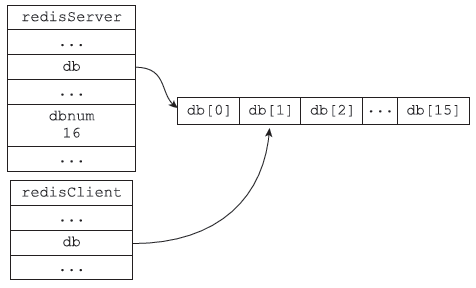 redisServer
...
db
...
dbnum
16
...
db[0] db[1] db[2] ... db[15]
redisClient
...
db
...